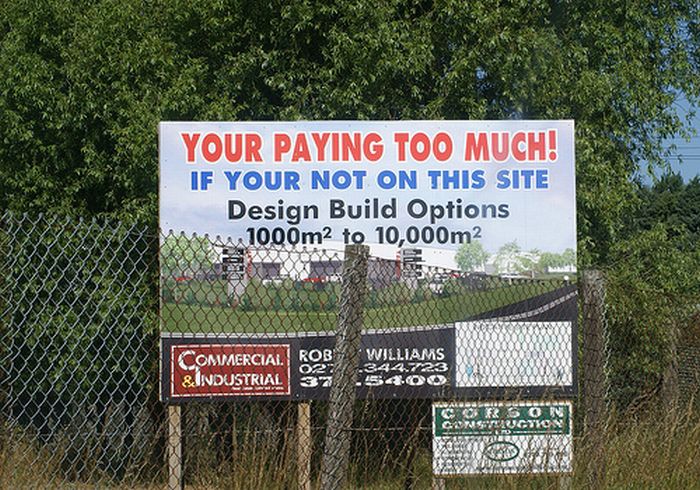 YOUR PAYING TOO MUCH!
IF YOUR NOT ON THIS SITE
Design Build Options
1000m² to 10,000m²
COMMERCIAL
& INDUSTRIAL
WILLIAMS
CORSON
CONSTRUCTION